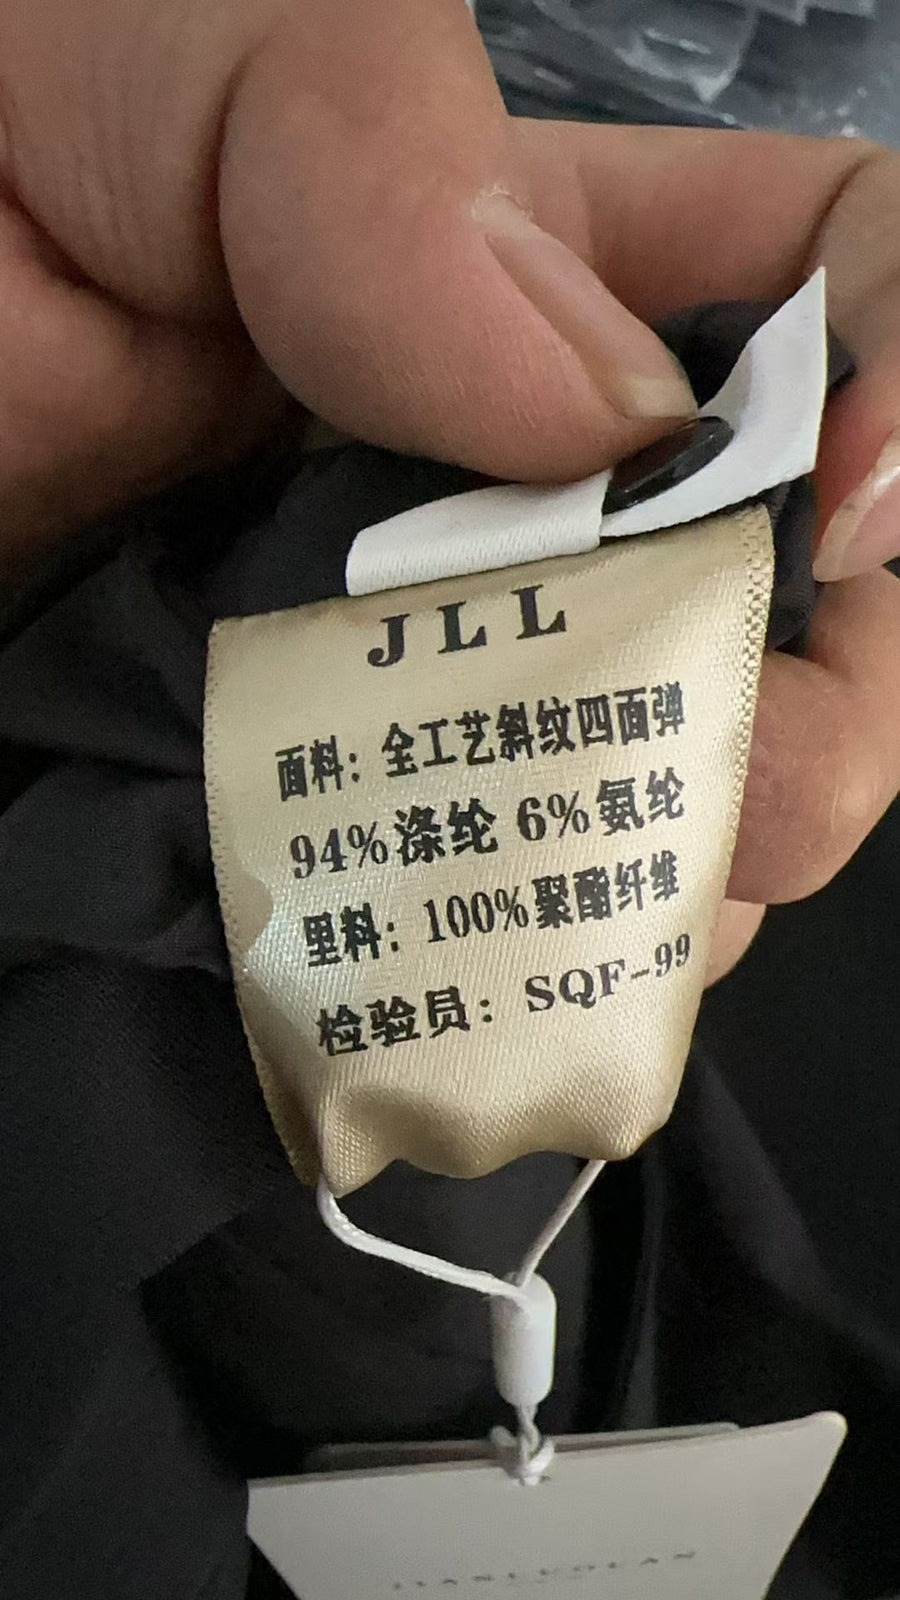 JLL
面料：全工艺斜纹四面弹
94%涤纶 6%氨纶
里料：100%聚酯纤维
检验员：SQF-99